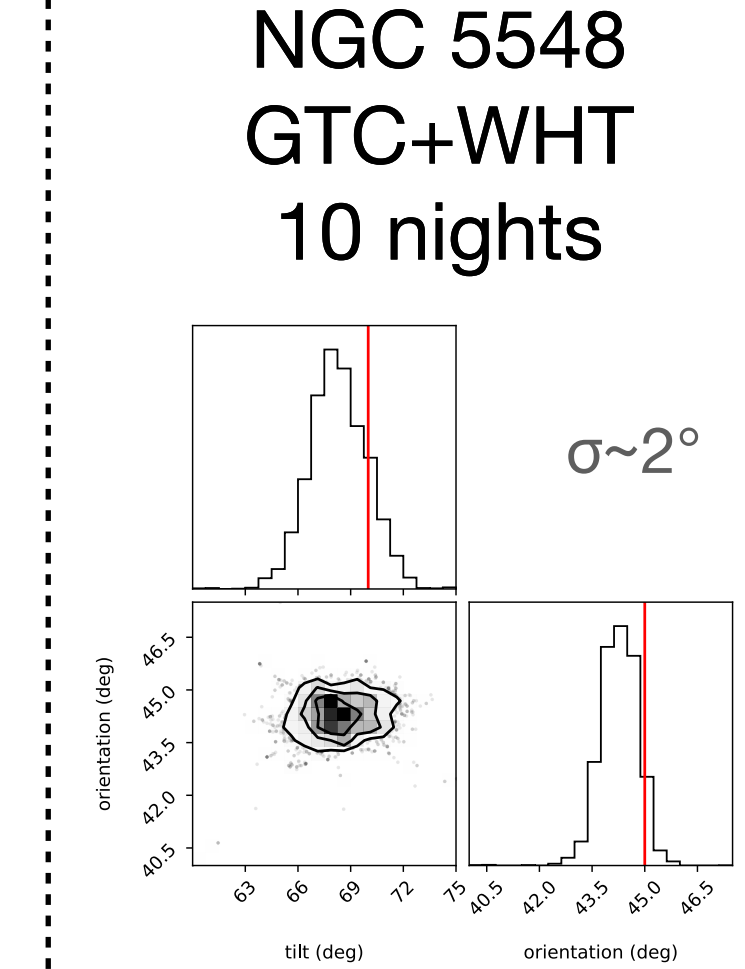 NGC 5548
GTC+WHT
10 nights
σ~2°
orientation (deg)
46.5
45.0
43.5
42.0
40.5
63
66
69
72
75
40.5
42.0
43.5
45.0
46.5
tilt (deg)
orientation (deg)